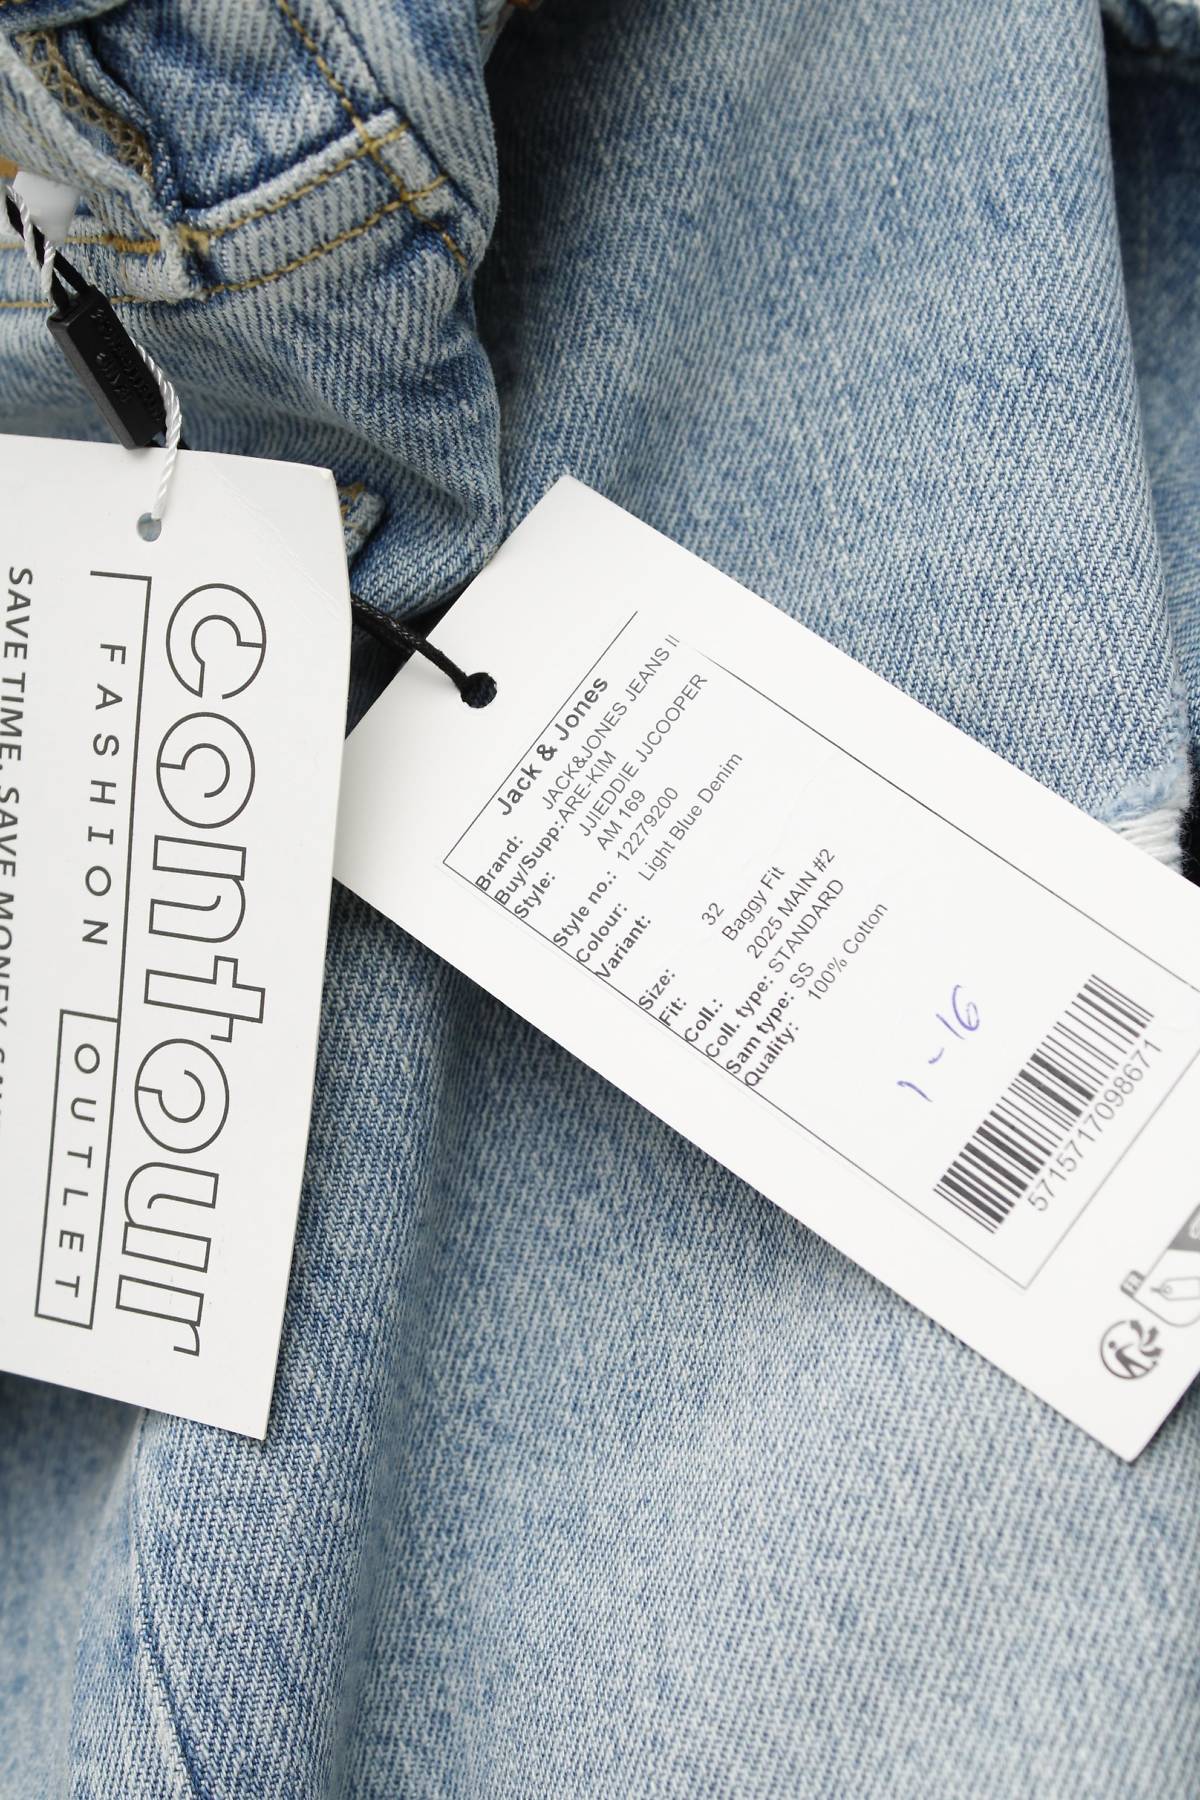 contour
FASHION
OUTLET
SAVE TIME, SAVE MONEY
Jack & Jones
Brand: JACK&JONES JEANS II
Buy/Supp: ARE-KIM
Style: JJIEDDIE JJCOOPER
AM 169
Style no.: 12279200
Colour: Light Blue Denim
Variant:
Size: 32
Fit: Baggy Fit
Coll.: 2025 MAIN #2
Coll. type: STANDARD
Sam type: SS
Quality: 100% Cotton
1-16
5715717098671
FR